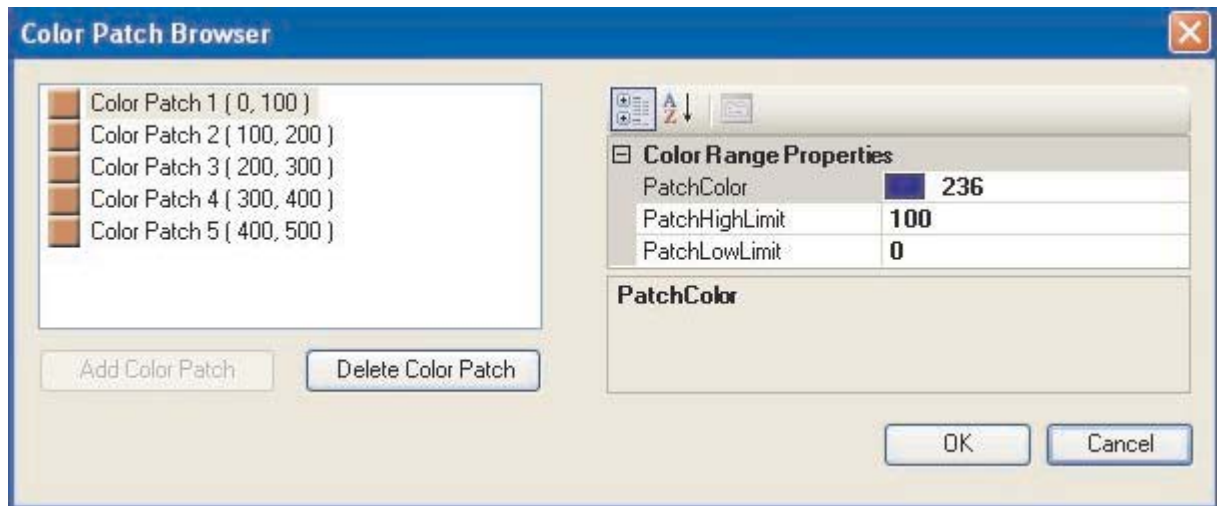 Color Patch Browser
Color Patch 1 ( 0, 100 )
Color Patch 2 ( 100, 200 )
Color Patch 3 ( 200, 300 )
Color Patch 4 ( 300, 400 )
Color Patch 5 ( 400, 500 )
Add Color Patch
Delete Color Patch
A
Z
Color Range Properties
PatchColor 236
PatchHighLimit 100
PatchLowLimit 0
PatchColor
OK
Cancel